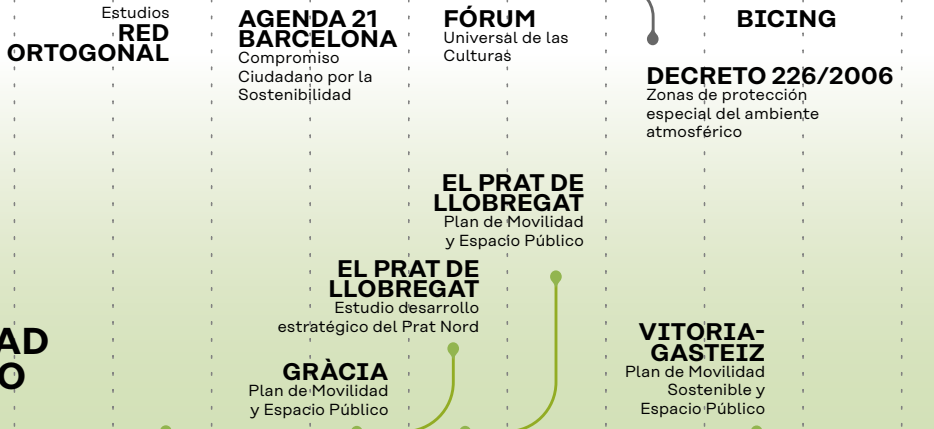 Estudios
RED
ORTOGONAL
AGENDA 21
BARCELONA
Compromiso
Ciudadano por la
Sostenibilidad
FÓRUM
Universal de las
Culturas
BICING
DECRETO 226/2006
Zonas de protección
especial del ambiente
atmosférico
EL PRAT DE
LLOBREGAT
Plan de Movilidad
y Espacio Público
EL PRAT DE
LLOBREGAT
Estudio desarrollo
estratégico del Prat Nord
AD
O
GRÀCIA
Plan de Movilidad
y Espacio Público
VITORIA-
GASTEIZ
Plan de Movilidad
Sostenible y
Espacio Público